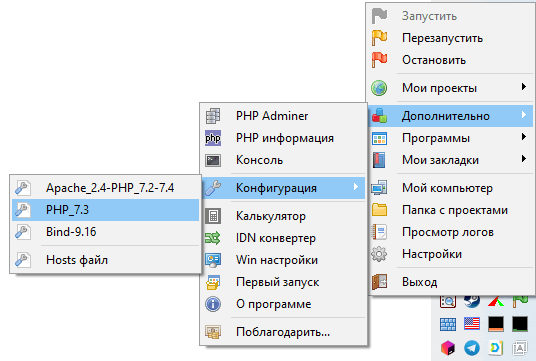 Запустить
Перезапустить
Остановить
Мои проекты
Дополнительно
Программы
Мои закладки
Мой компьютер
Папка с проектами
Просмотр логов
Настройки
Выход
PHP Adminer
PHP информация
Консоль
Конфигурация
Калькулятор
IDN конвертер
Win настройки
Первый запуск
О программе
Поблагодарить...
Apache_2.4-PHP_7.2-7.4
PHP_7.3
Bind-9.16
Hosts файл